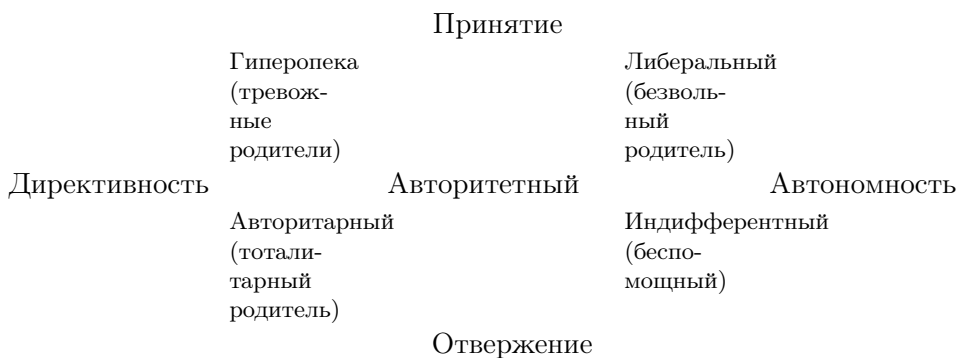 Принятие
Гиперопека
(тревож-
ные
родители)
Либеральный
(безволь-
ный
родитель)
Директивность
Авторитетный
Автономность
Авторитарный
(тотали-
тарный
родитель)
Индифферентный
(беспо-
мощный)
Отвержение